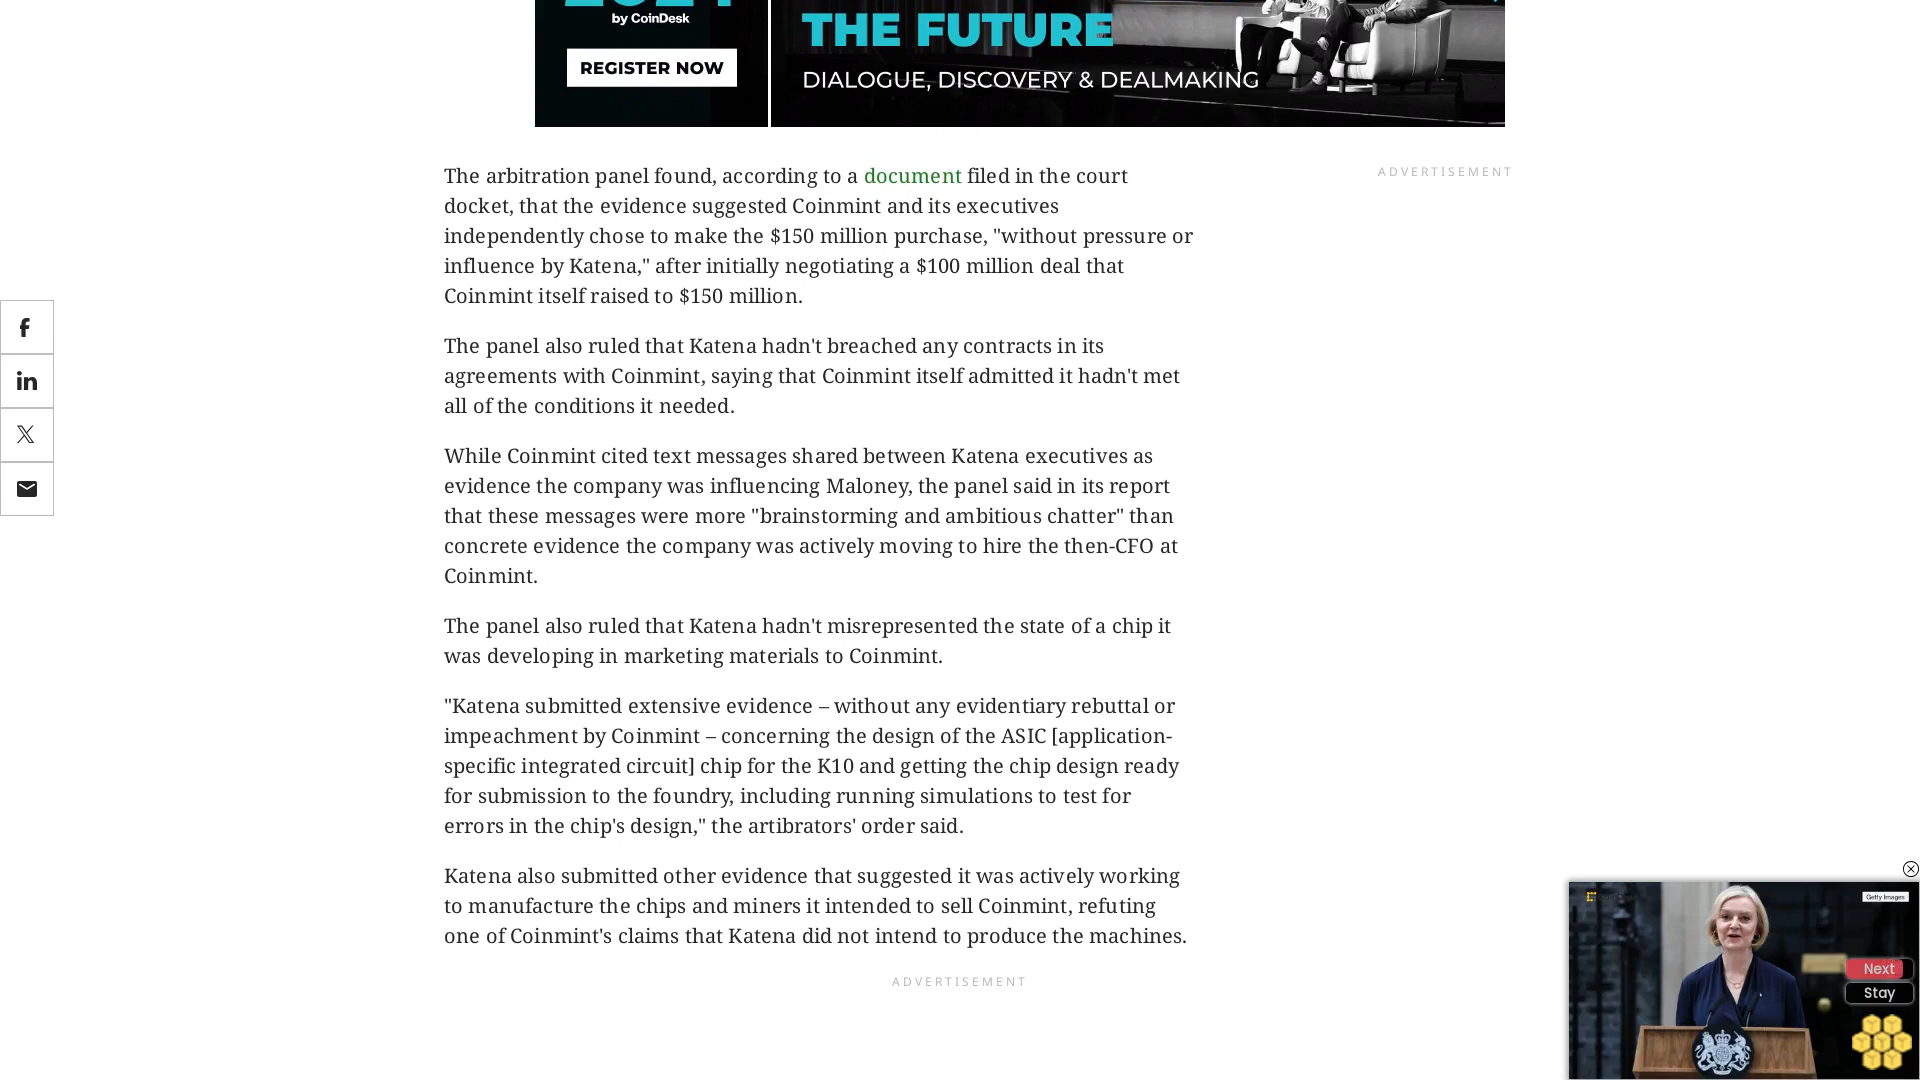 by CoinDesk
REGISTER NOW
THE FUTURE
DIALOGUE, DISCOVERY & DEALMAKING
The arbitration panel found, according to a document filed in the court
docket, that the evidence suggested Coinmint and its executives
independently chose to make the $150 million purchase, "without pressure or
influence by Katena," after initially negotiating a $100 million deal that
Coinmint itself raised to $150 million.
ADVERTISEMENT
The panel also ruled that Katena hadn't breached any contracts in its
agreements with Coinmint, saying that Coinmint itself admitted it hadn't met
all of the conditions it needed.
While Coinmint cited text messages shared between Katena executives as
evidence the company was influencing Maloney, the panel said in its report
that these messages were more "brainstorming and ambitious chatter" than
concrete evidence the company was actively moving to hire the then-CFO at
Coinmint.
The panel also ruled that Katena hadn't misrepresented the state of a chip it
was developing in marketing materials to Coinmint.
"Katena submitted extensive evidence – without any evidentiary rebuttal or
impeachment by Coinmint – concerning the design of the ASIC [application-
specific integrated circuit] chip for the K10 and getting the chip design ready
for submission to the foundry, including running simulations to test for
errors in the chip's design," the artibrators' order said.
Katena also submitted other evidence that suggested it was actively working
to manufacture the chips and miners it intended to sell Coinmint, refuting
one of Coinmint's claims that Katena did not intend to produce the machines.
ADVERTISEMENT
Getty Images
Next
Stay